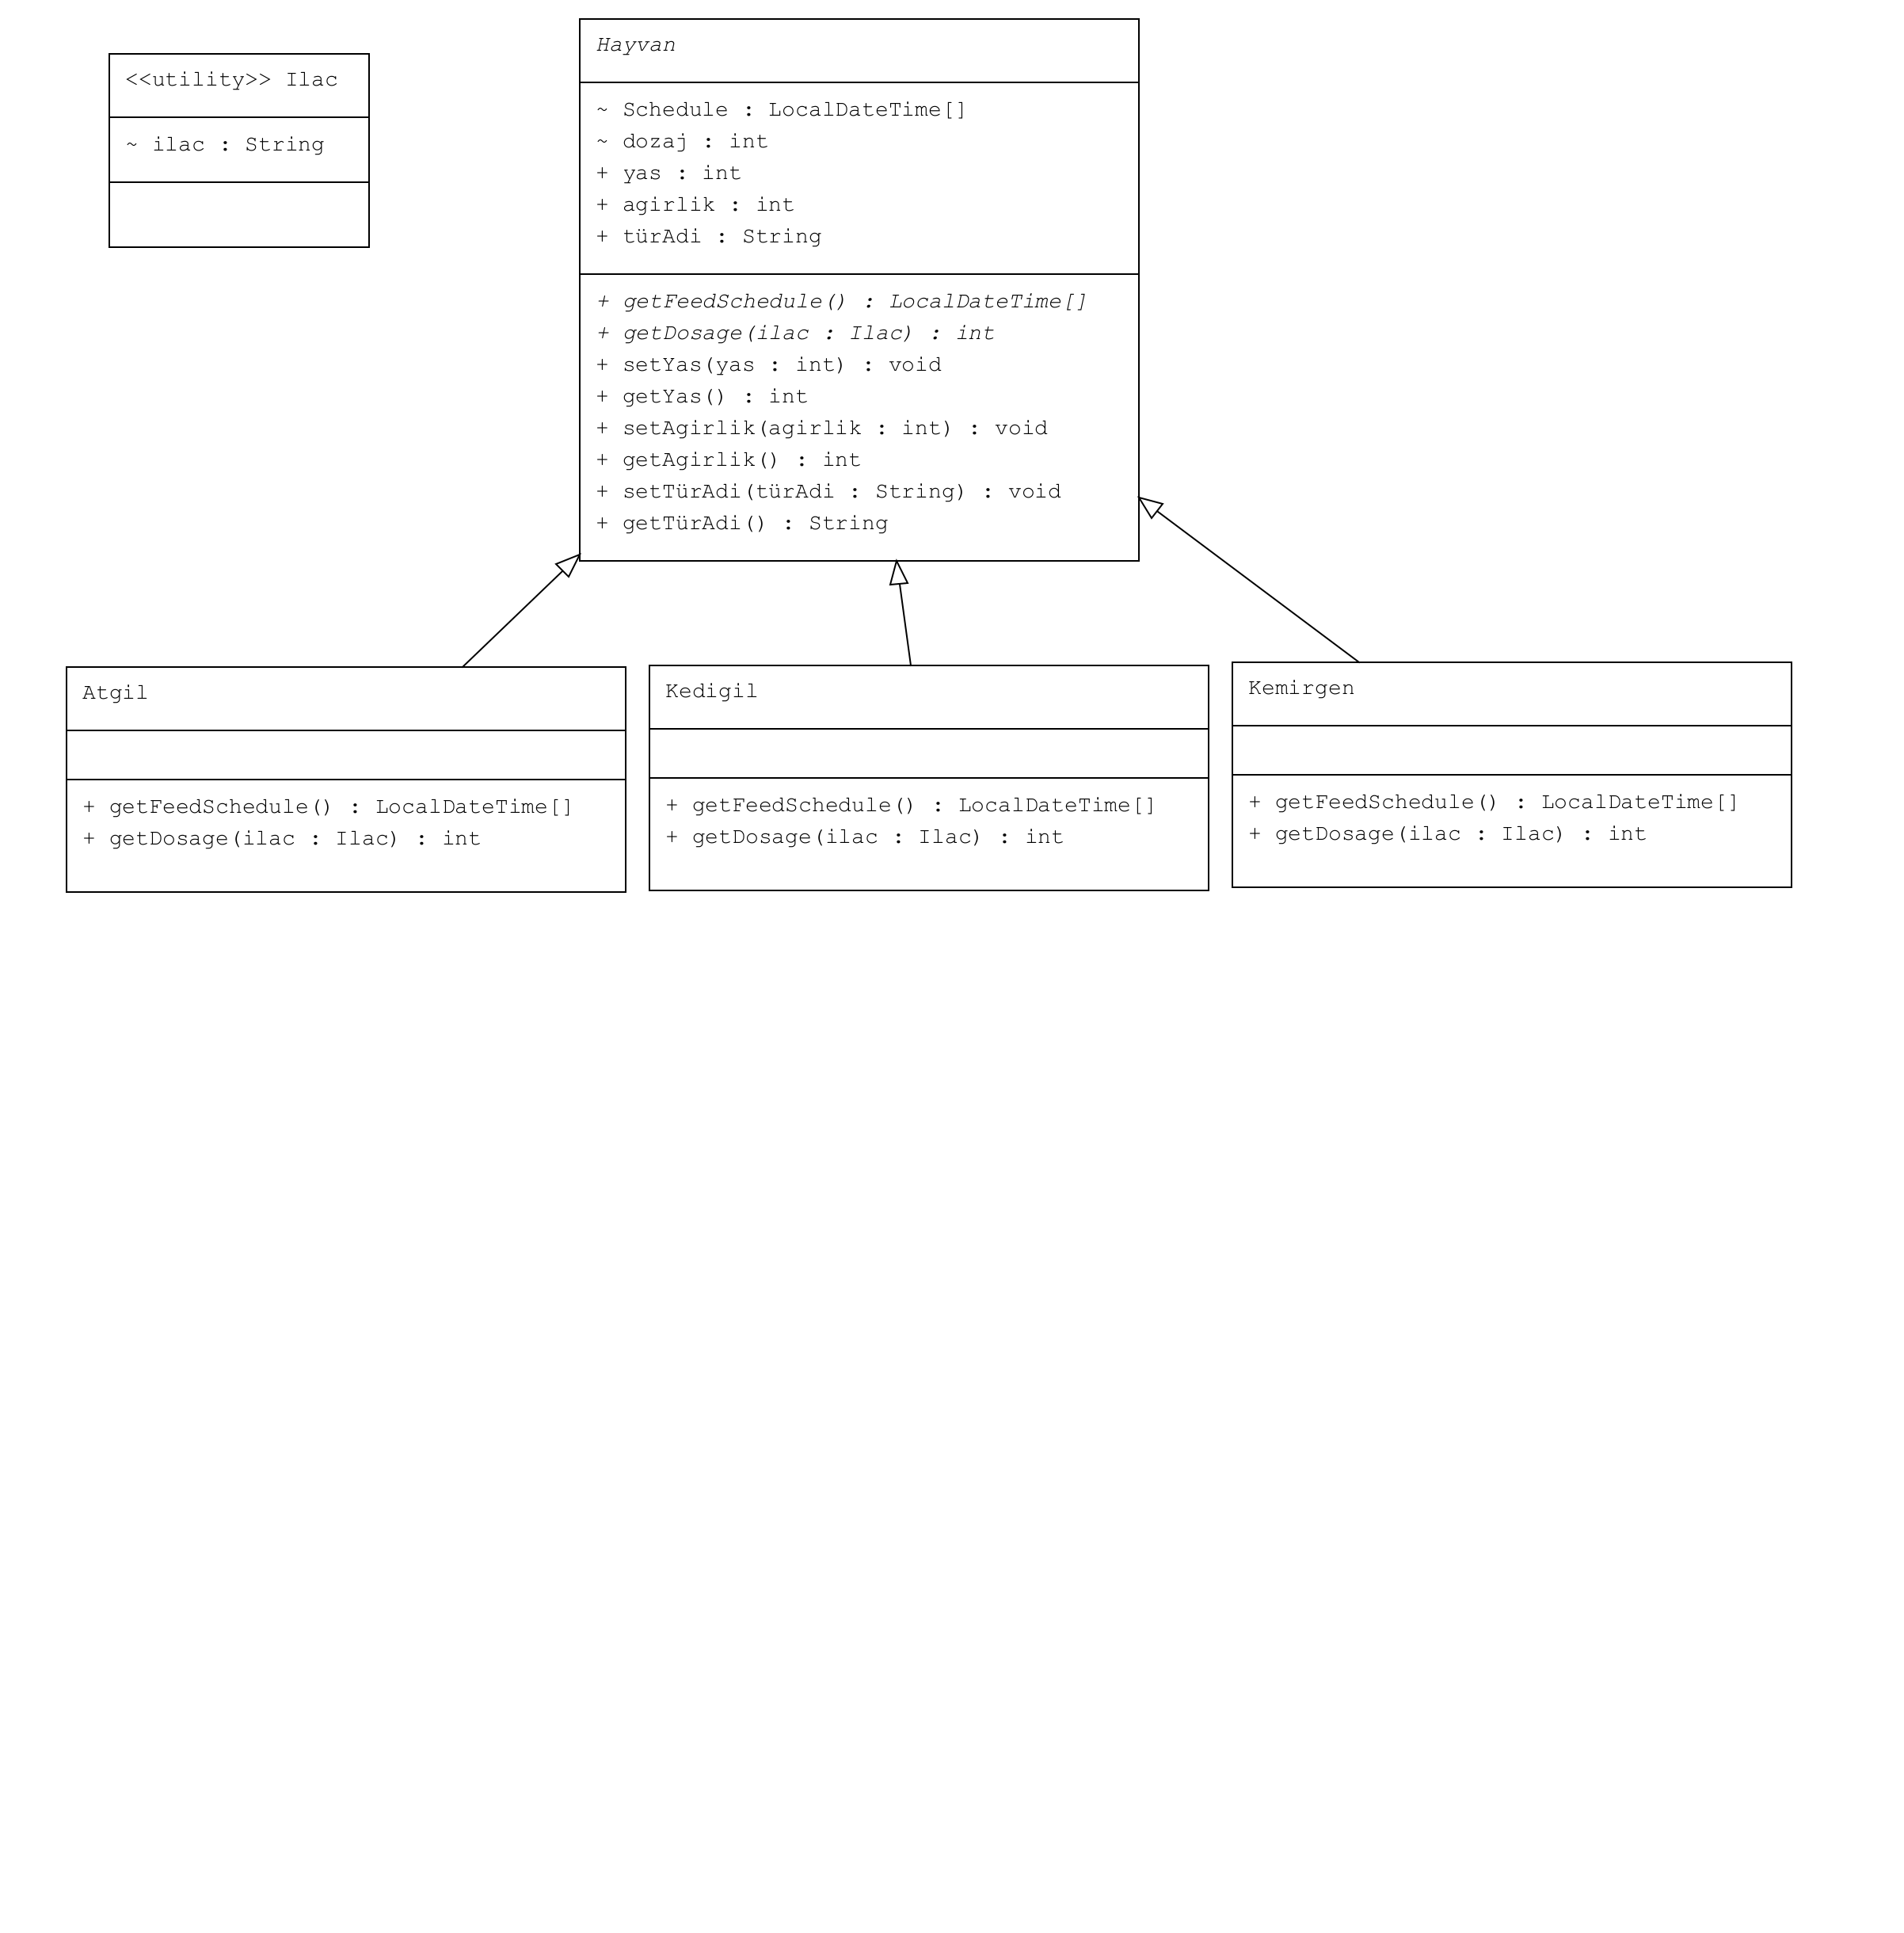 <<utility>> Ilac
~ ilac : String
Hayvan
~ Schedule : LocalDateTime[]
~ dozaj : int
+ yas : int
+ agirlik : int
+ türAdi : String
+ getFeedSchedule() : LocalDateTime[]
+ getDosage(ilac : Ilac) : int
+ setYas(yas : int) : void
+ getYas() : int
+ setAgirlik(agirlik : int) : void
+ getAgirlik() : int
+ setTürAdi(türAdi : String) : void
+ getTürAdi() : String
Atgil
+ getFeedSchedule() : LocalDateTime[]
+ getDosage(ilac : Ilac) : int
Kedigil
+ getFeedSchedule() : LocalDateTime[]
+ getDosage(ilac : Ilac) : int
Kemirgen
+ getFeedSchedule() : LocalDateTime[]
+ getDosage(ilac : Ilac) : int